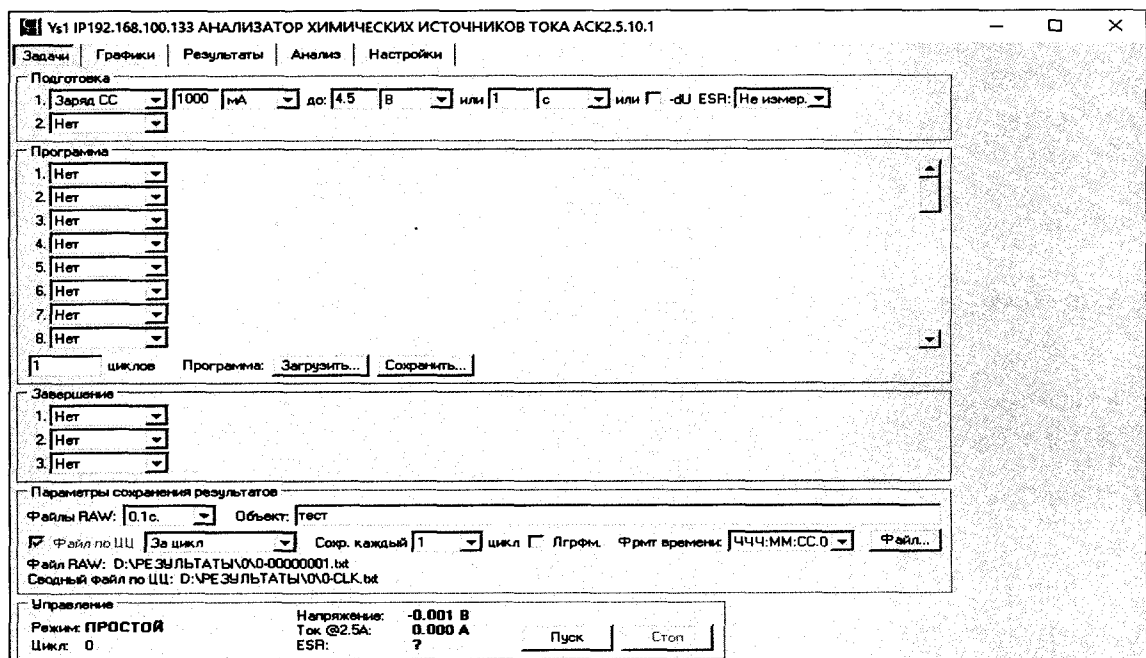 Ys1 IP192.168.100.133 АНАЛИЗАТОР ХИМИЧЕСКИХ ИСТОЧНИКОВ ТОКА АСК2.5.10.1
Задачи Графики Результаты Анализ Настройки
Подготовка
1. Заряд СС 1000 мА до: 4.5 В или 1 с или -dU ESR: Не измер.
2. Нет
Программа
1. Нет
2. Нет
3. Нет
4. Нет
5. Нет
6. Нет
7. Нет
8. Нет
1 циклов Программа: Загрузить... Сохранить...
Завершение
1. Нет
2. Нет
3. Нет
Параметры сохранения результатов
Файлы RAW: 0.1с. Объект: тест
Файл по ЦЦ За цикл Сохр. каждый 1 цикл Лгрфм. Фрмт времени: ЧЧЧ:ММ:СС.0 Файл...
Файл RAW: D:\РЕЗУЛЬТАТЫ\0\0-00000001.txt
Сводный файл по ЦЦ: D:\РЕЗУЛЬТАТЫ\0\0-CLK.txt
Управление
Режим: ПРОСТОЙ Напряжение: -0.001 В
Цикл: 0 Ток @2.5А: 0.000 А Пуск Стоп
ESR: ?